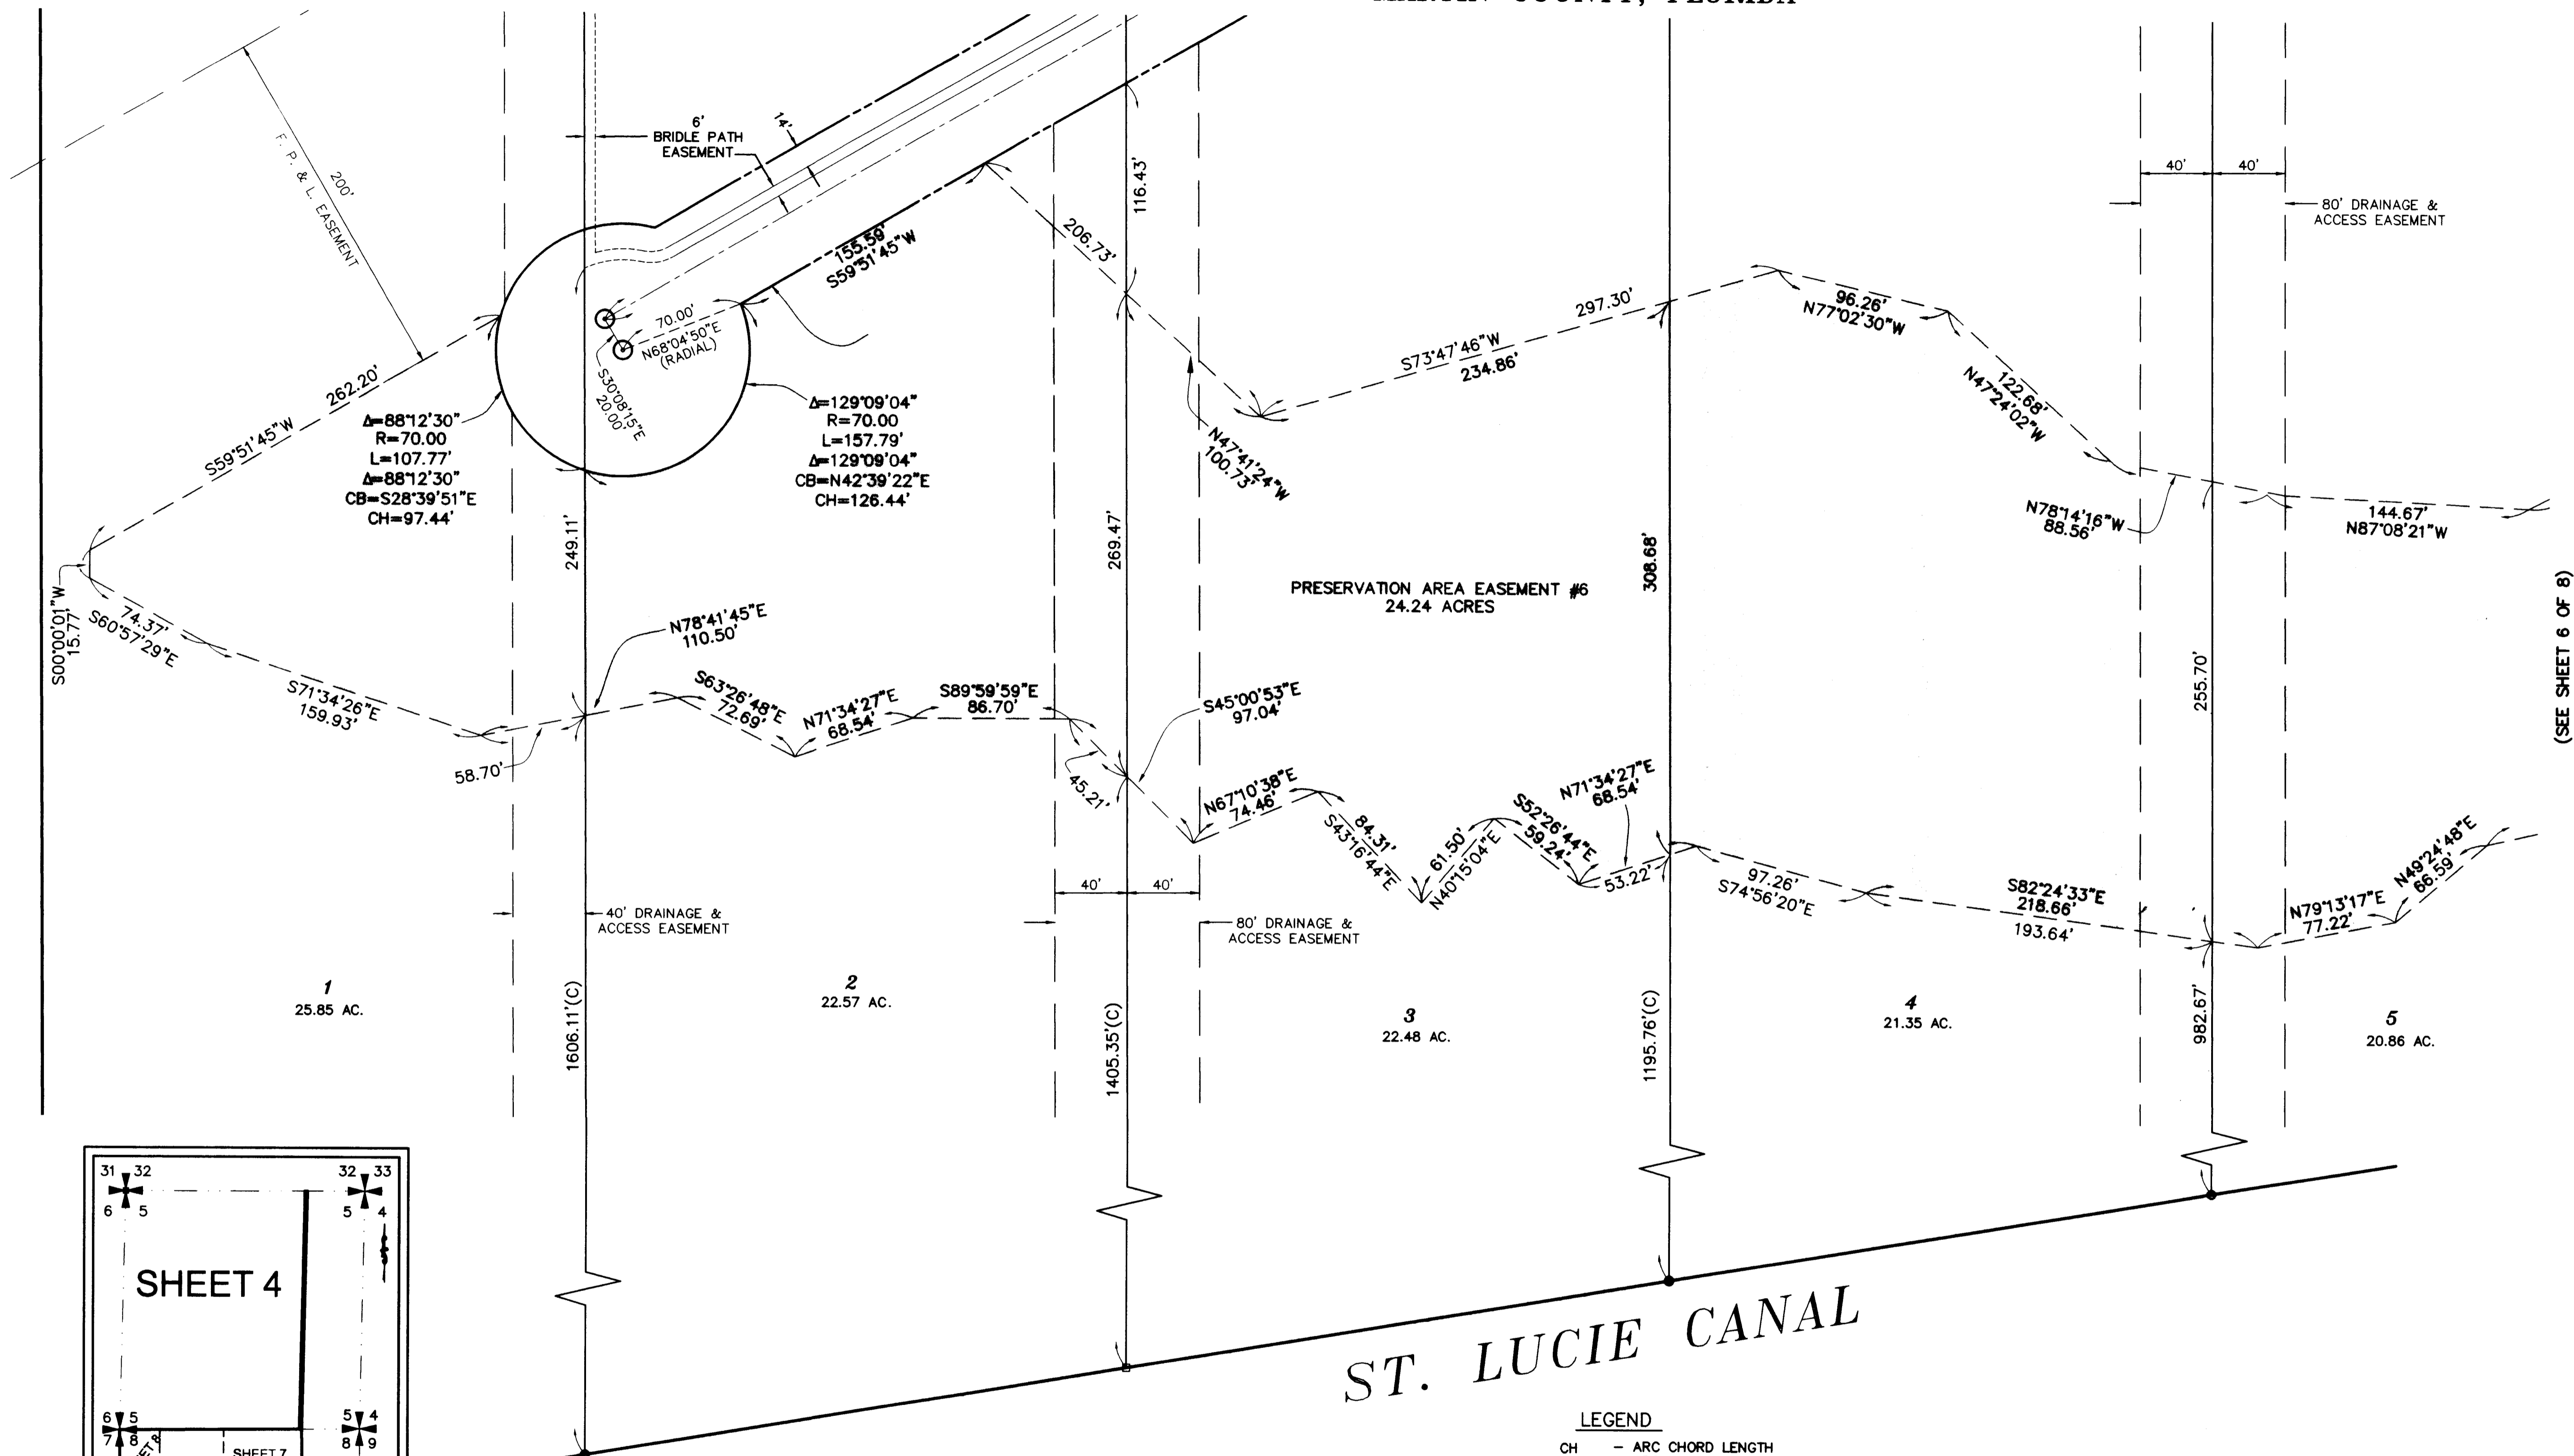 200'
F. P. & L. EASEMENT
6'
BRIDLE PATH
EASEMENT
14'
155.59'
S59°51'45"W
116.43'
206.73'
70.00'
N68°04'50"E
(RADIAL)
S30°08'15"E
20.00'
262.20'
S59°51'45"W
Δ=88°12'30"
R=70.00
L=107.77'
Δ=88°12'30"
CB=S28°39'51"E
CH=97.44'
Δ=129°09'04"
R=70.00
L=157.79'
Δ=129°09'04"
CB=N42°39'22"E
CH=126.44'
297.30'
S73°47'46"W
234.86'
N47°41'24"W
100.73'
96.26'
N77°02'30"W
122.68'
N47°24'02"W
40'
40'
80' DRAINAGE &
ACCESS EASEMENT
N78°14'16"W
88.56'
144.67'
N87°08'21"W
249.11'
269.47'
308.68'
255.70'
PRESERVATION AREA EASEMENT #6
24.24 ACRES
(SEE SHEET 6 OF 8)
S00°00'01"W
15.77'
74.37'
S60°57'29"E
S71°34'26"E
159.93'
58.70'
N78°41'45"E
110.50'
S63°26'48"E
72.69'
N71°34'27"E
68.54'
S89°59'59"E
86.70'
S45°00'53"E
97.04'
45.21'
N67°10'38"E
74.46'
84.31'
S43°16'44"E
61.50'
N40°15'04"E
S52°26'44"E
59.24'
N71°34'27"E
68.54'
53.22'
97.26'
S74°56'20"E
S82°24'33"E
218.66'
193.64'
N79°13'17"E
77.22'
N49°24'48"E
66.59'
40' DRAINAGE &
ACCESS EASEMENT
40'
40'
80' DRAINAGE &
ACCESS EASEMENT
1
25.85 AC.
1606.11'(C)
2
22.57 AC.
1405.35'(C)
3
22.48 AC.
1195.76'(C)
4
21.35 AC.
982.67'
5
20.86 AC.
31 32
6 5
32 33
5 4
SHEET 4
6 5
7 8
5 4
8 9
SHEET 7
ST. LUCIE CANAL
LEGEND
CH – ARC CHORD LENGTH